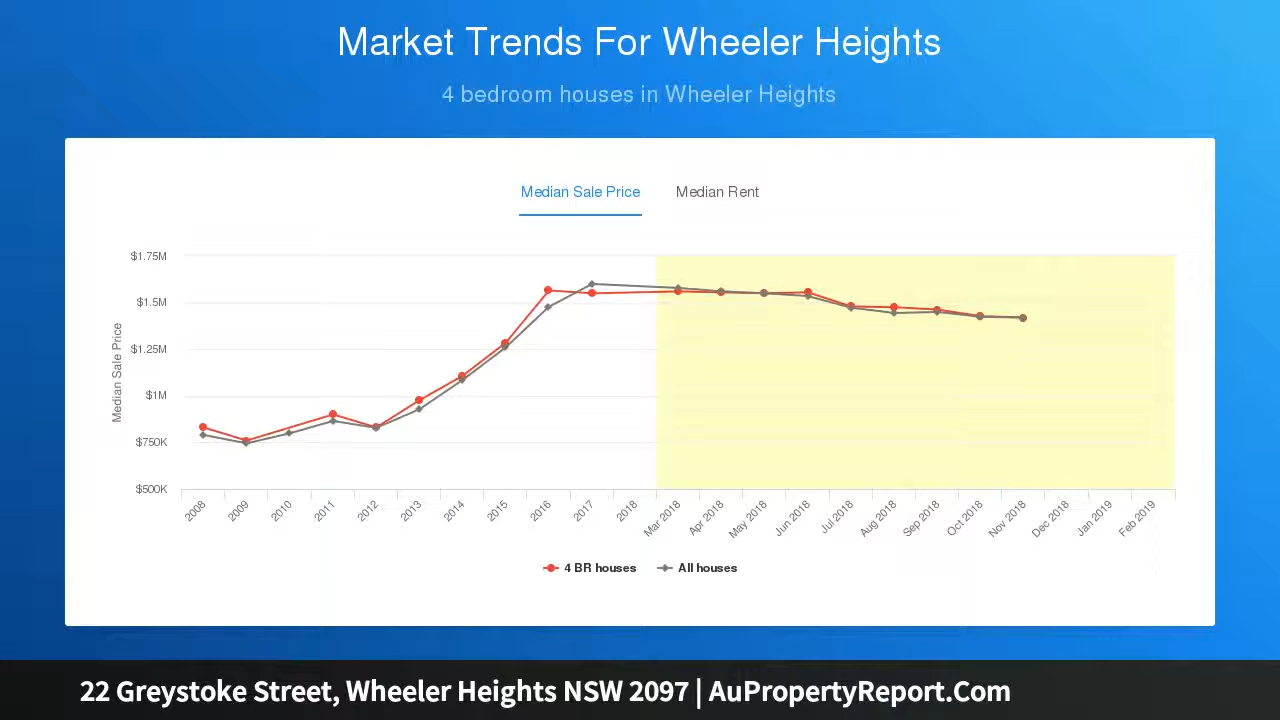 Market Trends For Wheeler Heights
4 bedroom houses in Wheeler Heights
Median Sale Price Median Rent
Median Sale Price
$1.75M
$1.5M
$1.25M
$1M
$750K
$500K
2008 2009 2010 2011 2012 2013 2014 2015 2016 2017 2018 Mar 2018 Apr 2018 May 2018 Jun 2018 Jul 2018 Aug 2018 Sep 2018 Oct 2018 Nov 2018 Dec 2018 Jan 2019 Feb 2019
4 BR houses All houses
22 Greystoke Street, Wheeler Heights NSW 2097 | AuPropertyReport.Com